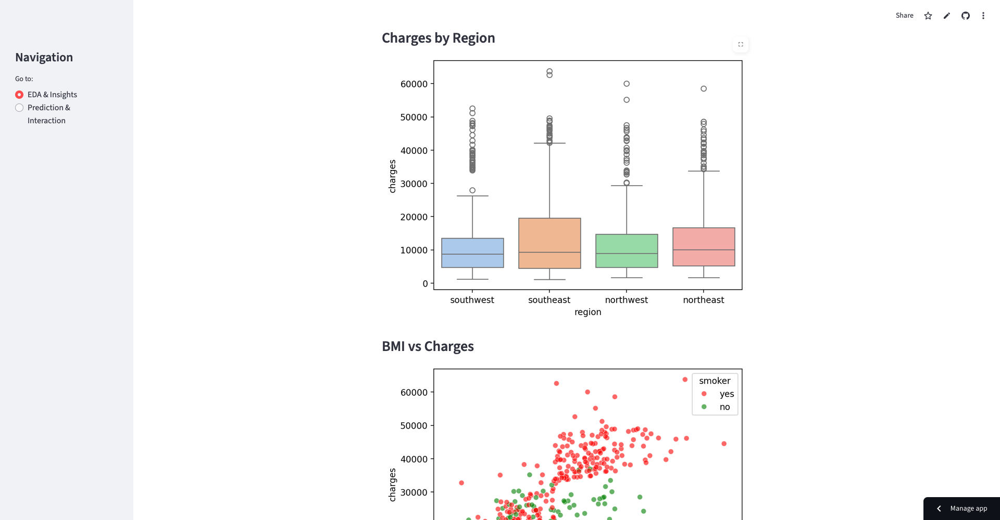 Share
Navigation
Go to:
EDA & Insights
Prediction &
Interaction
Charges by Region
60000
50000
40000
30000
20000
10000
0
charges
southwest southeast northwest northeast
region
BMI vs Charges
60000
50000
40000
30000
charges
smoker
yes
no
Manage app